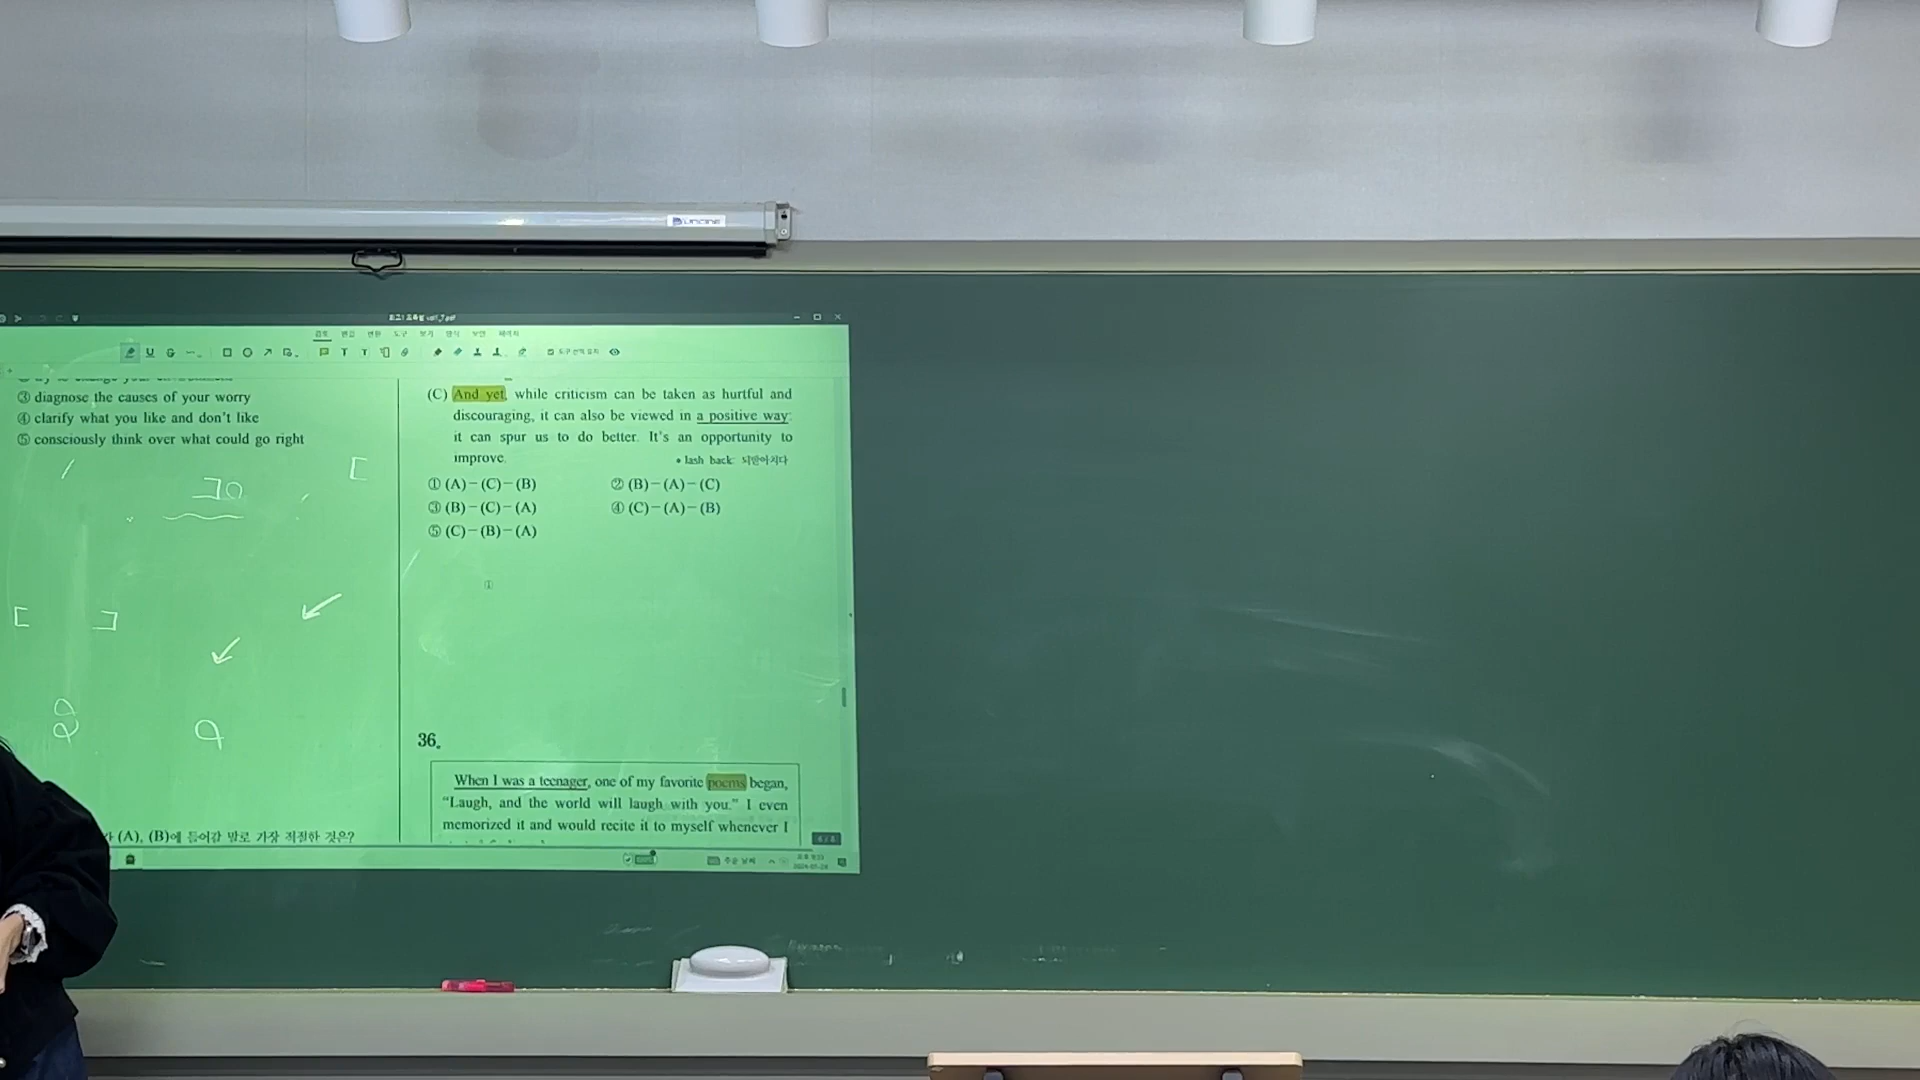 ③ diagnose the causes of your worry
④ clarify what you like and don't like
⑤ consciously think over what could go right
(A), (B)에 들어갈 말로 가장 적절한 것은?
(C) And yet, while criticism can be taken as hurtful and
discouraging, it can also be viewed in a positive way:
it can spur us to do better. It's an opportunity to
improve.
* lash back: 되받아치다
① (A)-(C)-(B) ② (B)-(A)-(C)
③ (B)-(C)-(A) ④ (C)-(A)-(B)
⑤ (C)-(B)-(A)
①
36.
When I was a teenager, one of my favorite poems began,
"Laugh, and the world will laugh with you." I even
memorized it and would recite it to myself whenever I